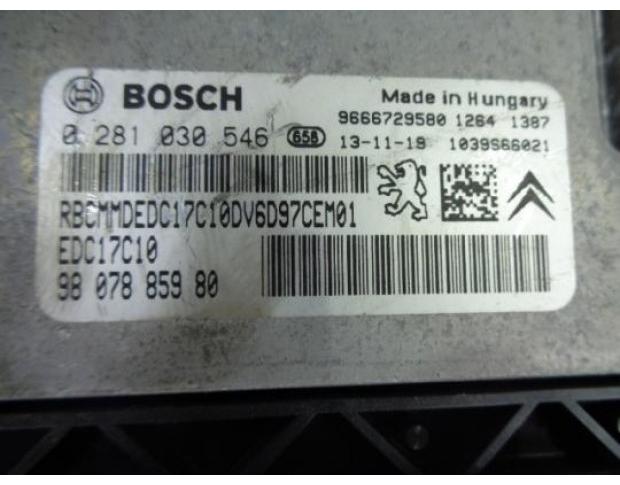 BOSCH
Made in Hungary
9666729580 1264 1387
0 281 030 546 658 13-11-18 1039S66021
RBCMMDEDC17C10DV6D97CEM01
EDC17C10
98 078 859 80